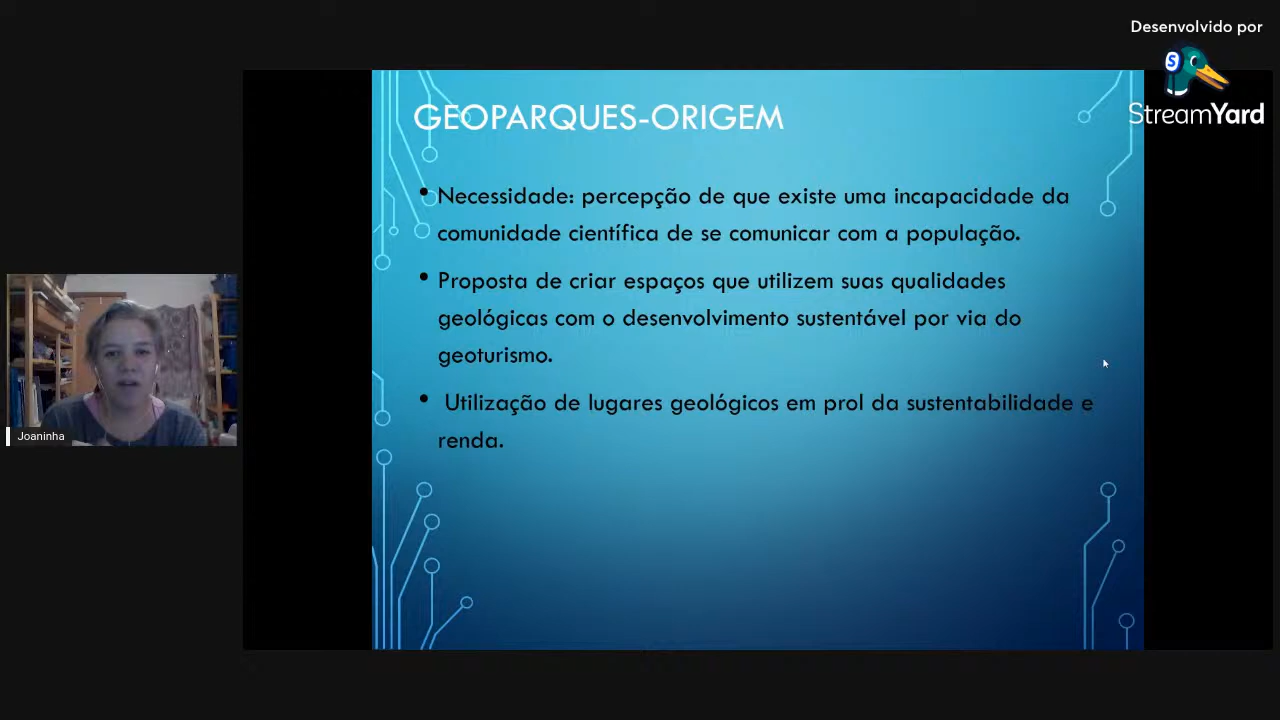 Desenvolvido por
StreamYard
GEOPARQUES-ORIGEM
• Necessidade: percepção de que existe uma incapacidade da
comunidade científica de se comunicar com a população.
• Proposta de criar espaços que utilizem suas qualidades
geológicas com o desenvolvimento sustentável por via do
geoturismo.
• Utilização de lugares geológicos em prol da sustentabilidade e
renda.
Joaninha